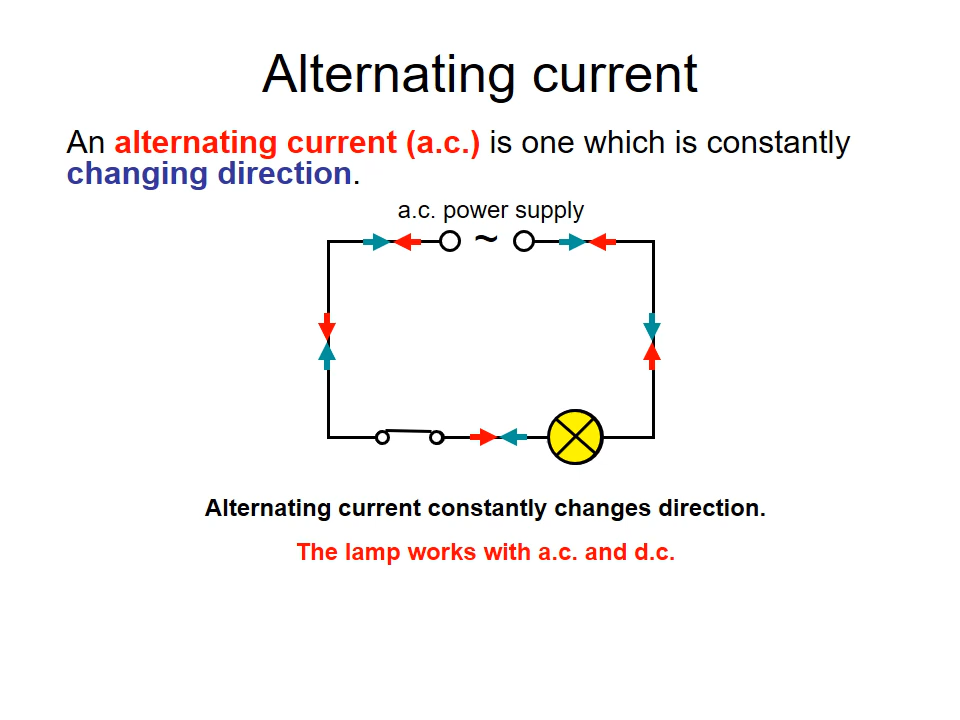 Alternating current
An alternating current (a.c.) is one which is constantly
changing direction.
a.c. power supply
~
Alternating current constantly changes direction.
The lamp works with a.c. and d.c.